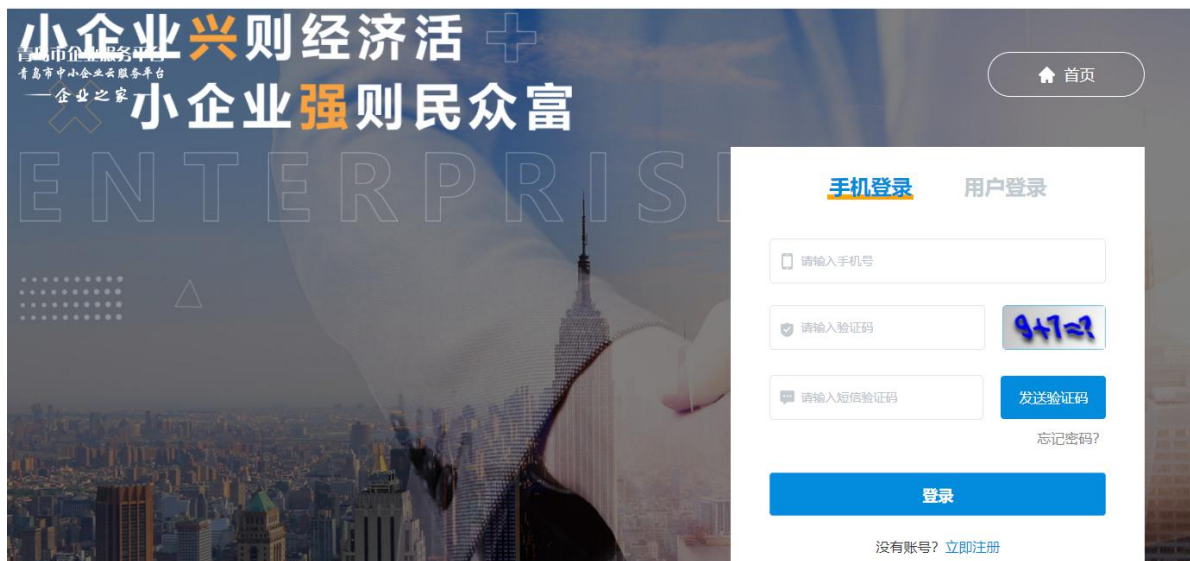 小企业兴则经济活
青岛市企业服务平台
青岛市中小企业云服务平台
企业之家
小企业强则民众富
首页
ENTERPRISE
手机登录 用户登录
请输入手机号
请输入验证码 9+7=?
请输入短信验证码 发送验证码
忘记密码?
登录
没有账号? 立即注册